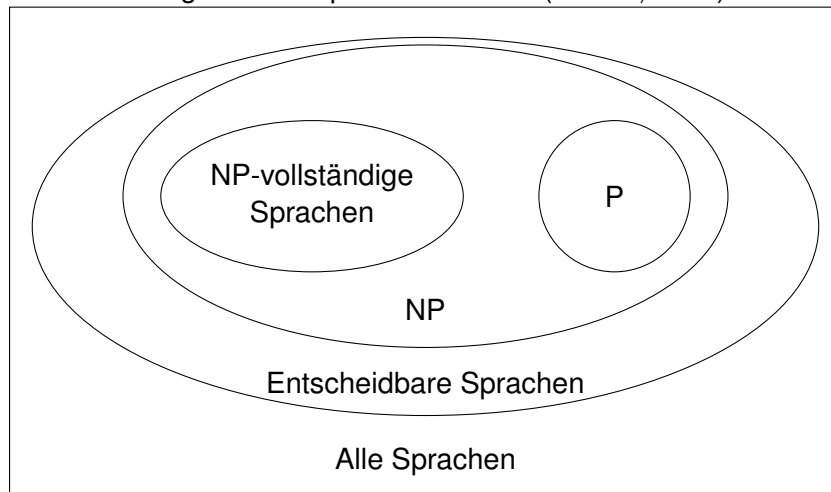 NP-vollständige
Sprachen
P
NP
Entscheidbare Sprachen
Alle Sprachen